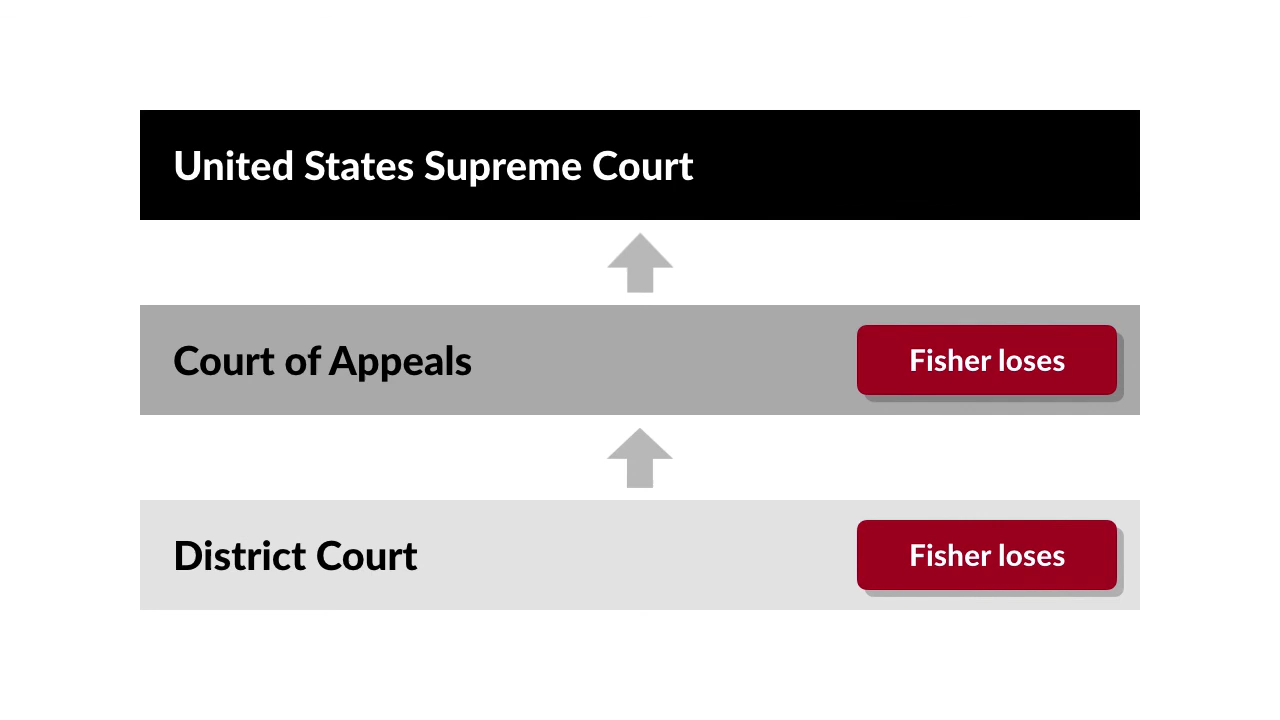 United States Supreme Court
Court of Appeals
Fisher loses
District Court
Fisher loses